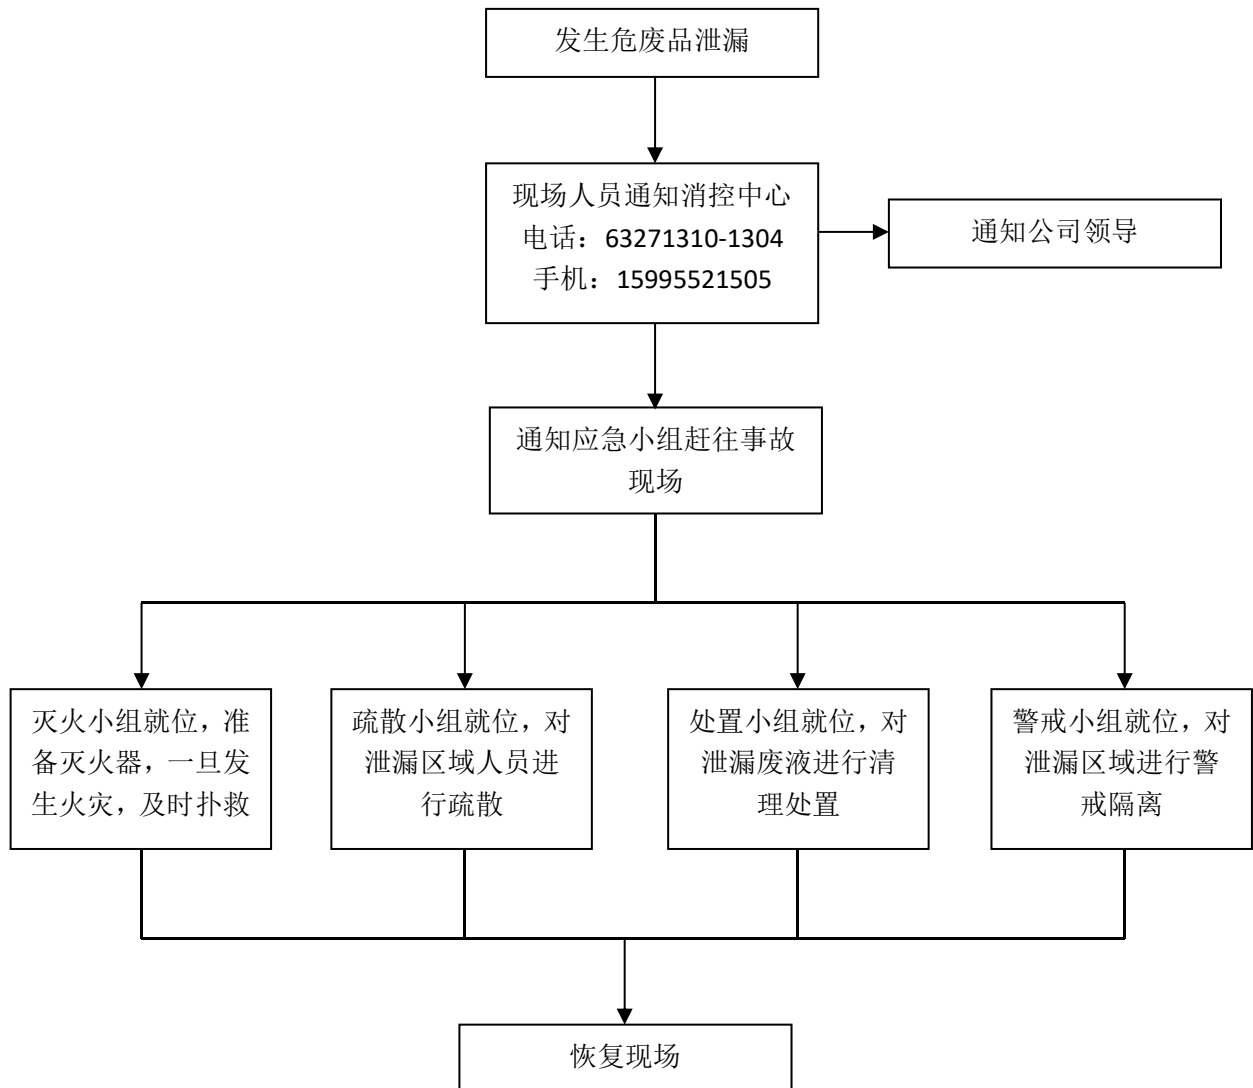 发生危废品泄漏
现场人员通知消控中心
电话：63271310-1304
手机：15995521505
通知公司领导
通知应急小组赶往事故
现场
灭火小组就位，准
备灭火器，一旦发
生火灾，及时扑救
疏散小组就位，对
泄漏区域人员进
行疏散
处置小组就位，对
泄漏废液进行清
理处置
警戒小组就位，对
泄漏区域进行警
戒隔离
恢复现场